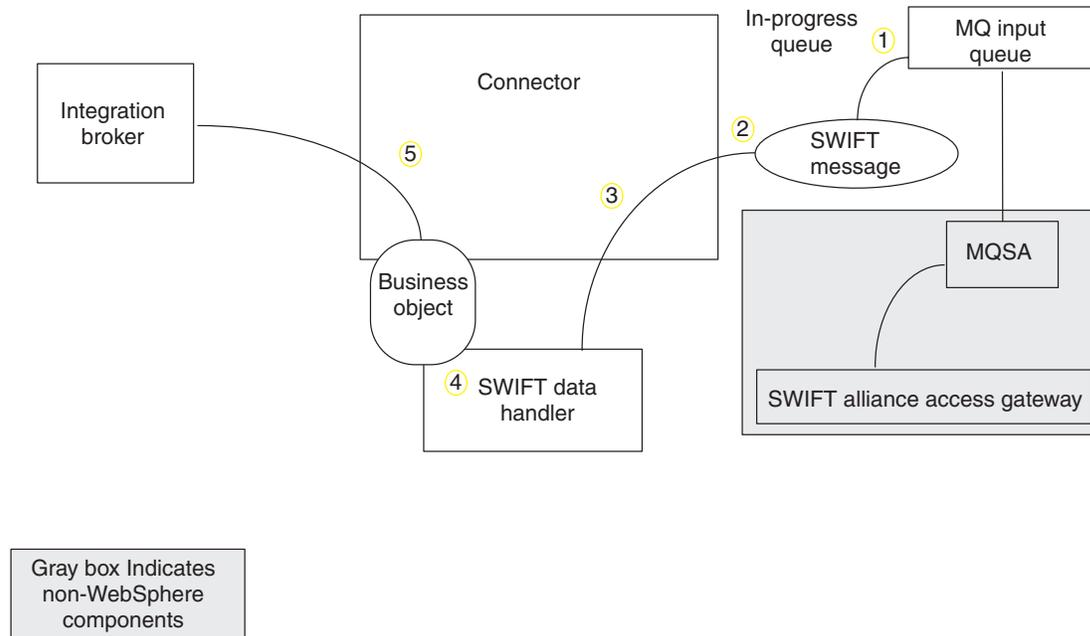 In-progress
queue
1
MQ input
queue
Connector
Integration
broker
2
SWIFT
message
5
3
MQSA
Business
object
4
SWIFT data
handler
SWIFT alliance access gateway
Gray box Indicates
non-WebSphere
components